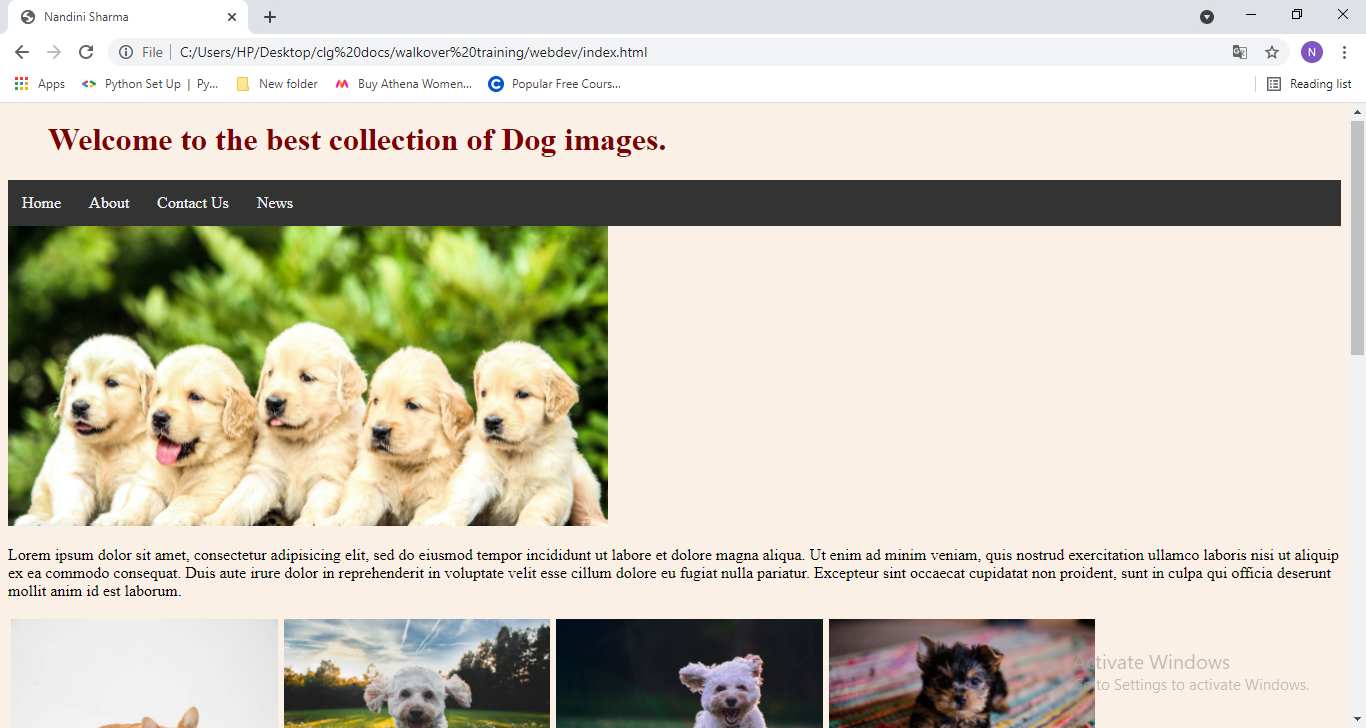 Nandini Sharma
File C:/Users/HP/Desktop/clg%20docs/walkover%20training/webdev/index.html
N
Apps Python Set Up | Py... New folder Buy Athena Women... Popular Free Cours... Reading list
Welcome to the best collection of Dog images.
Home About Contact Us News
Lorem ipsum dolor sit amet, consectetur adipisicing elit, sed do eiusmod tempor incididunt ut labore et dolore magna aliqua. Ut enim ad minim veniam, quis nostrud exercitation ullamco laboris nisi ut aliquip
ex ea commodo consequat. Duis aute irure dolor in reprehenderit in voluptate velit esse cillum dolore eu fugiat nulla pariatur. Excepteur sint occaecat cupidatat non proident, sunt in culpa qui officia deserunt
mollit anim id est laborum.
Activate Windows
Go to Settings to activate Windows.